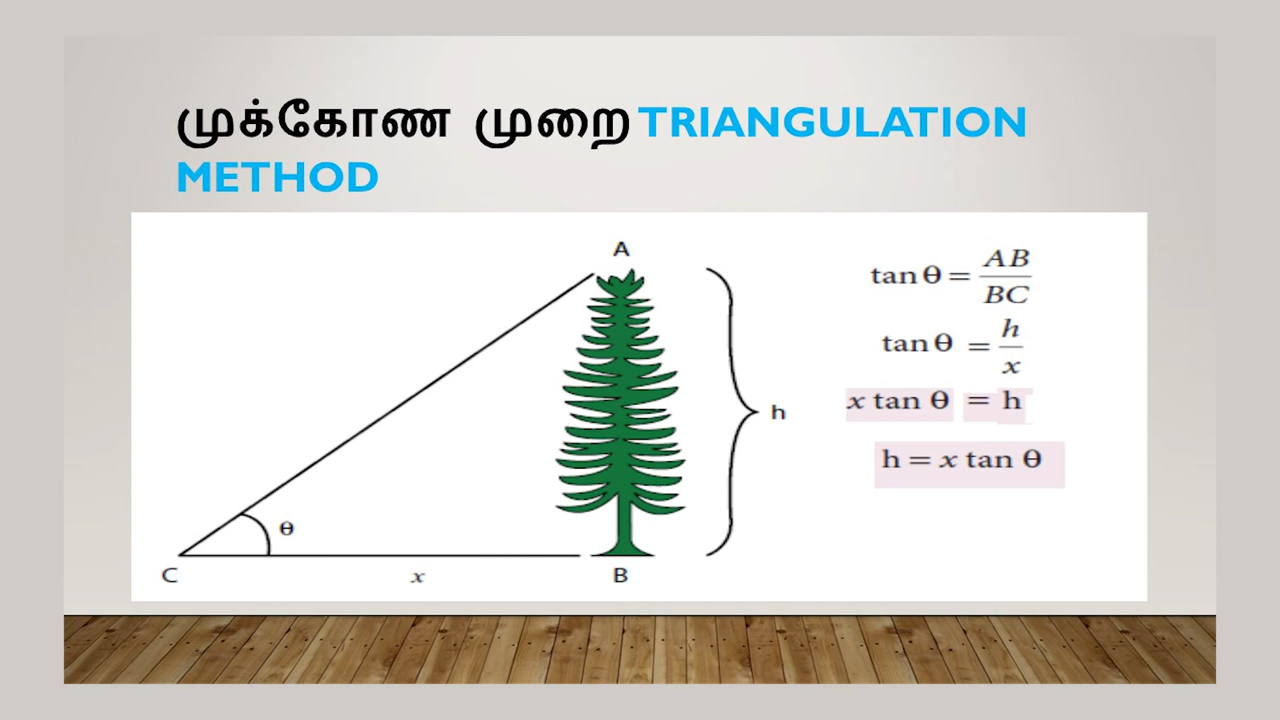 முக்கோண முறை TRIANGULATION
METHOD
A
h
θ
C
x
B
tan θ = AB/BC
tan θ = h/x
x tan θ = h
h = x tan θ